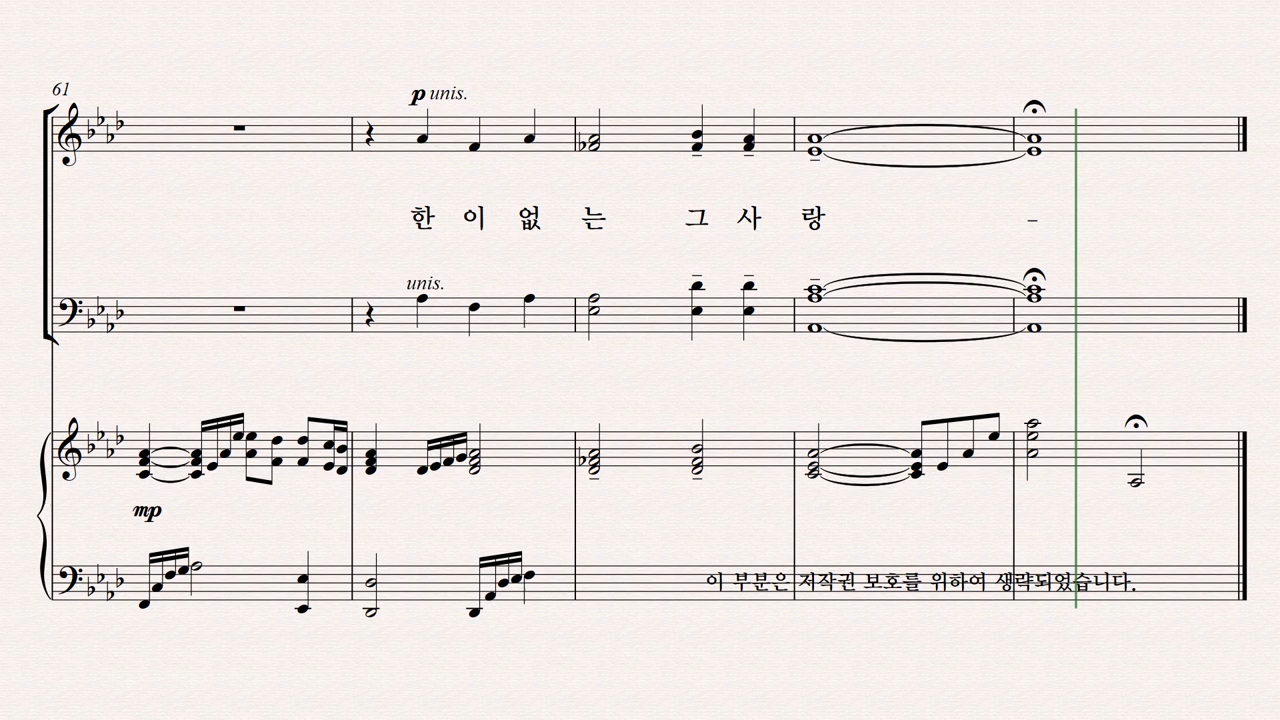 61
p unis.
한 이 없 는 그 사 랑 -
unis.
mp
이 부분은 저작권 보호를 위하여 생략되었습니다.